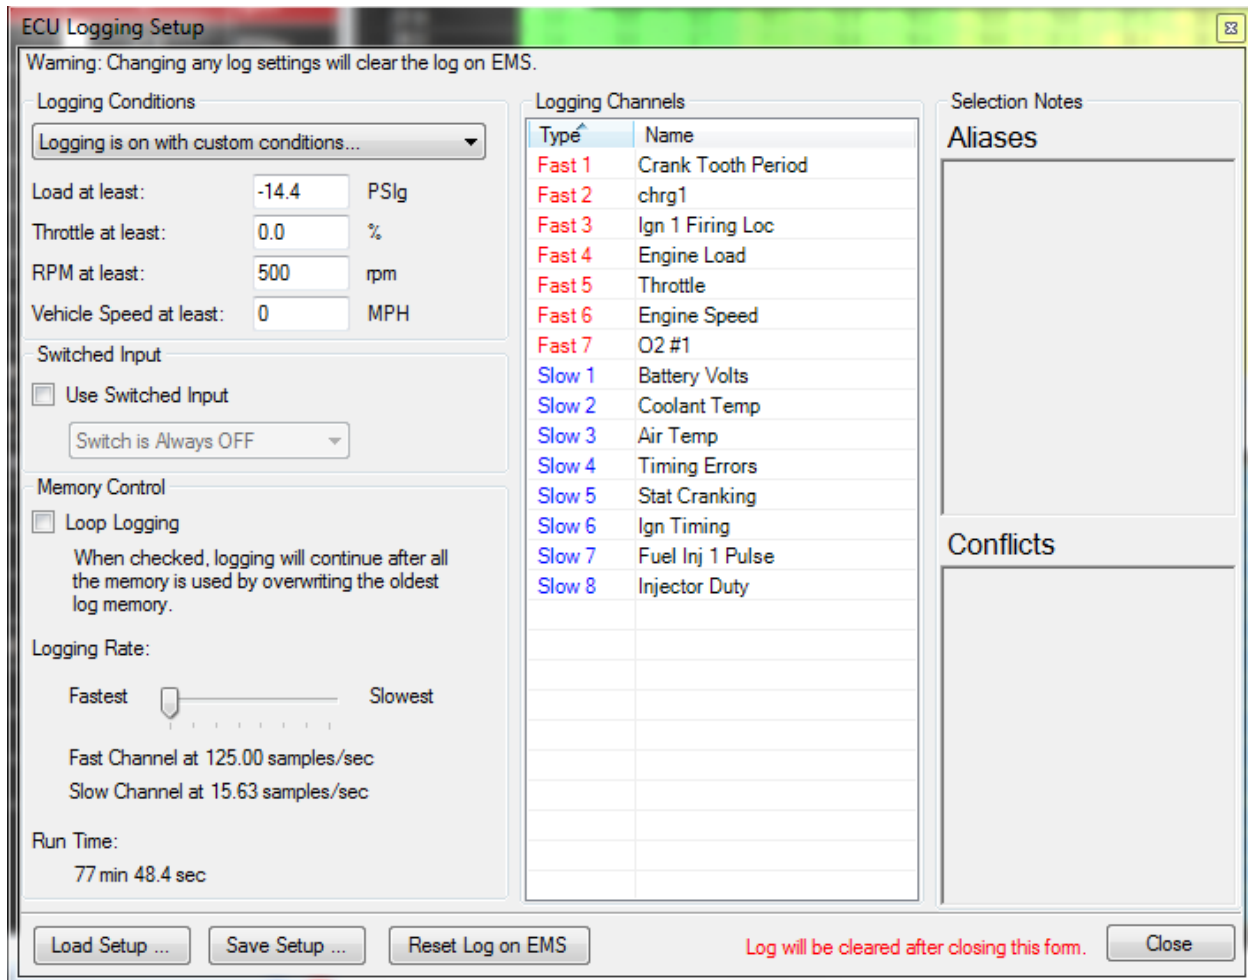 ECU Logging Setup
Warning: Changing any log settings will clear the log on EMS.
Logging Conditions
Logging is on with custom conditions...
Load at least: -14.4 PSIg
Throttle at least: 0.0 %
RPM at least: 500 rpm
Vehicle Speed at least: 0 MPH
Switched Input
Use Switched Input
Switch is Always OFF
Memory Control
Loop Logging
When checked, logging will continue after all
the memory is used by overwriting the oldest
log memory.
Logging Rate:
Fastest Slowest
Fast Channel at 125.00 samples/sec
Slow Channel at 15.63 samples/sec
Run Time:
77 min 48.4 sec
Logging Channels
Type Name
Fast 1 Crank Tooth Period
Fast 2 chrg1
Fast 3 Ign 1 Firing Loc
Fast 4 Engine Load
Fast 5 Throttle
Fast 6 Engine Speed
Fast 7 O2 #1
Slow 1 Battery Volts
Slow 2 Coolant Temp
Slow 3 Air Temp
Slow 4 Timing Errors
Slow 5 Stat Cranking
Slow 6 Ign Timing
Slow 7 Fuel Inj 1 Pulse
Slow 8 Injector Duty
Selection Notes
Aliases
Conflicts
Load Setup ... Save Setup ... Reset Log on EMS Log will be cleared after closing this form. Close